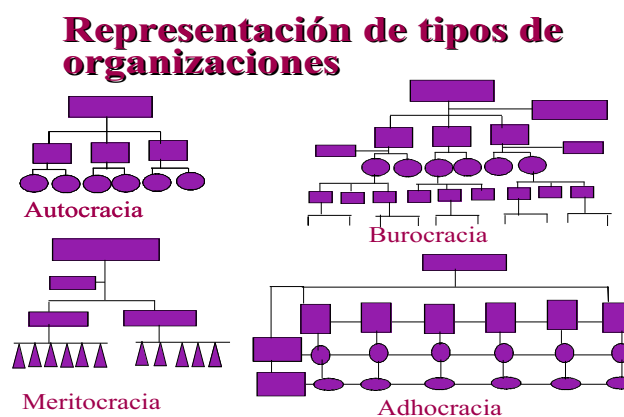 Representación de tipos de
organizaciones
Autocracia
Burocracia
Meritocracia
Adhocracia